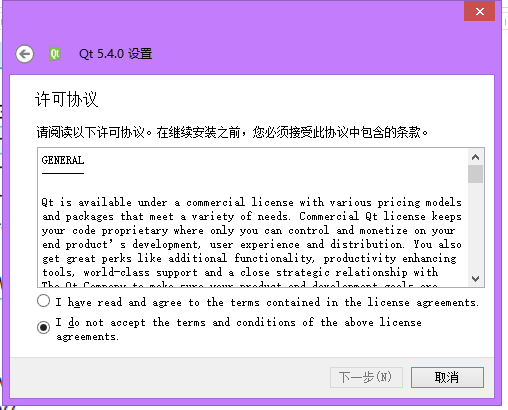 Qt 5.4.0 设置
许可协议
请阅读以下许可协议。在继续安装之前，您必须接受此协议中包含的条款。
GENERAL
Qt is available under a commercial license with various pricing models
and packages that meet a variety of needs. Commercial Qt license keeps
your code proprietary where only you can control and monetize on your
end product's development, user experience and distribution. You also
get great perks like additional functionality, productivity enhancing
tools, world-class support and a close strategic relationship with
The Qt Company to make sure your product and development goals are
I have read and agree to the terms contained in the license agreements.
I do not accept the terms and conditions of the above license
agreements.
下一步(N)
取消